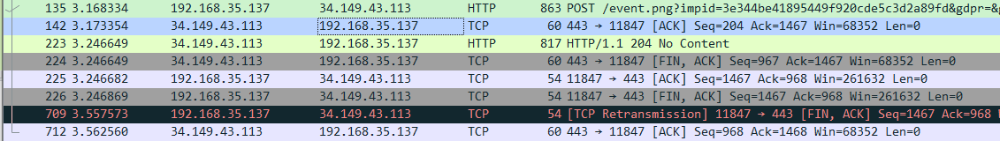 135 3.168334 192.168.35.137 34.149.43.113 HTTP 863 POST /event.png?impid=3e344be41895449f920cde5c3d2a89fd&gdpr=&g
142 3.173354 34.149.43.113 192.168.35.137 TCP 60 443 → 11847 [ACK] Seq=204 Ack=1467 Win=68352 Len=0
223 3.246649 34.149.43.113 192.168.35.137 HTTP 817 HTTP/1.1 204 No Content
224 3.246649 34.149.43.113 192.168.35.137 TCP 60 443 → 11847 [FIN, ACK] Seq=967 Ack=1467 Win=68352 Len=0
225 3.246682 192.168.35.137 34.149.43.113 TCP 54 11847 → 443 [ACK] Seq=1467 Ack=968 Win=261632 Len=0
226 3.246869 192.168.35.137 34.149.43.113 TCP 54 11847 → 443 [FIN, ACK] Seq=1467 Ack=968 Win=261632 Len=0
709 3.557573 192.168.35.137 34.149.43.113 TCP 54 [TCP Retransmission] 11847 → 443 [FIN, ACK] Seq=1467 Ack=968 W
712 3.562560 34.149.43.113 192.168.35.137 TCP 60 443 → 11847 [ACK] Seq=968 Ack=1468 Win=68352 Len=0